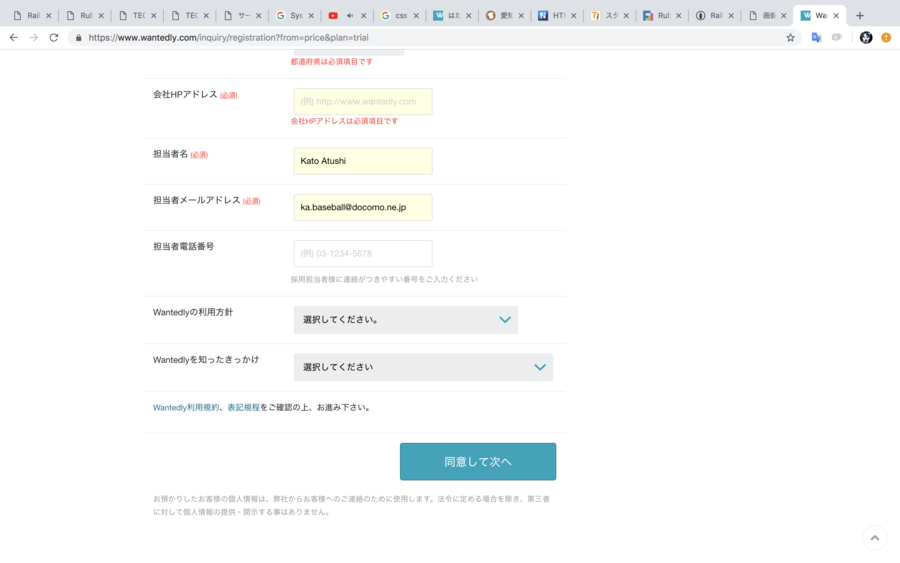 Rail
Rub
TEC
TEC
サー
Sys
css
はた
愛知
HTI
スタ
Rub
Rail
画像
Wan
https://www.wantedly.com/inquiry/registration?from=price&plan=trial
都道府県は必須項目です
会社HPアドレス (必須)
(例) http://www.wantedly.com
会社HPアドレスは必須項目です
担当者名 (必須)
Kato Atushi
担当者メールアドレス (必須)
ka.baseball@docomo.ne.jp
担当者電話番号
(例) 03-1234-5678
採用担当者様に連絡がつきやすい番号をご入力ください
Wantedlyの利用方針
選択してください。
Wantedlyを知ったきっかけ
選択してください
Wantedly利用規約、表記規程をご確認の上、お進み下さい。
同意して次へ
お預かりしたお客様の個人情報は、弊社からお客様へのご連絡のために使用します。法令に定める場合を除き、第三者
に対して個人情報の提供・開示する事はありません。